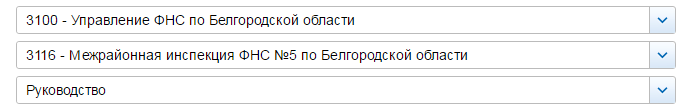 3100 - Управление ФНС по Белгородской области
3116 - Межрайонная инспекция ФНС №5 по Белгородской области
Руководство